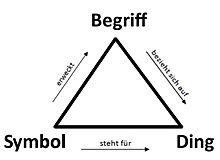 Begriff
erweckt
bezieht sich auf
Symbol
steht für
Ding